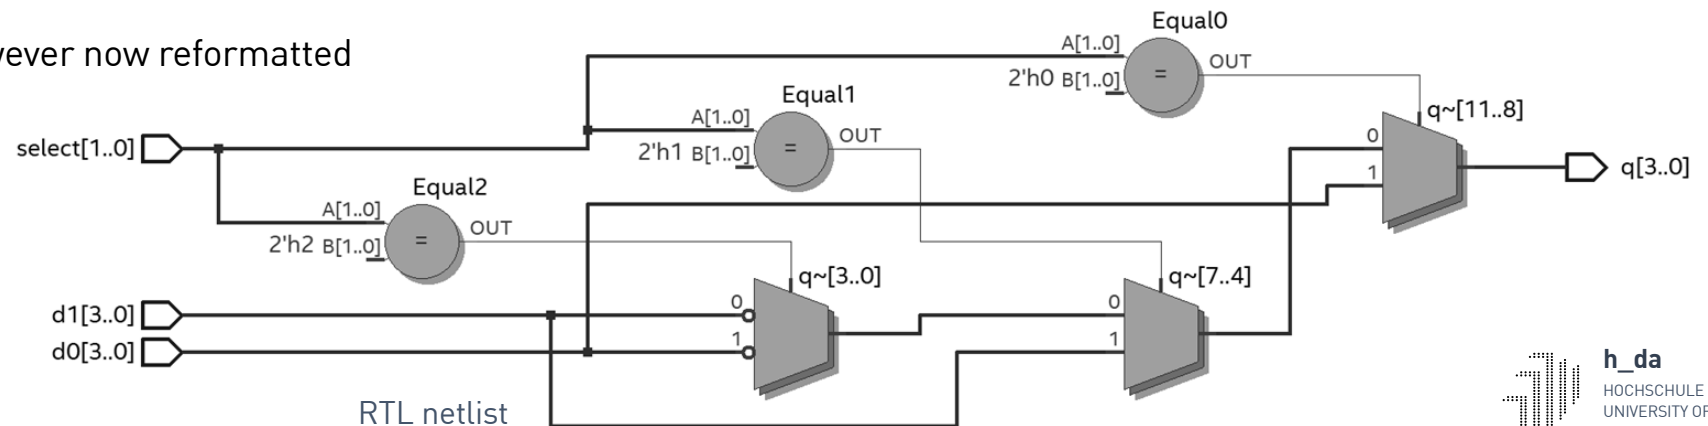 however now reformatted
Equal0
A[1..0]
2'h0 B[1..0]
=
OUT
Equal1
A[1..0]
2'h1 B[1..0]
=
OUT
q~[11..8]
0
1
select[1..0]
q[3..0]
Equal2
A[1..0]
2'h2 B[1..0]
=
OUT
q~[3..0]
0
1
q~[7..4]
0
1
d1[3..0]
d0[3..0]
RTL netlist
h_da
HOCHSCHULE
UNIVERSITY